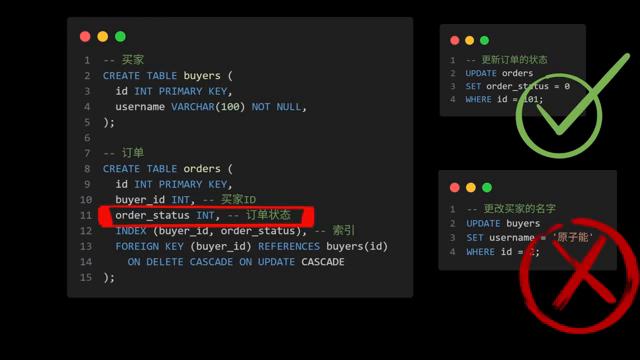 1 -- 买家
2 CREATE TABLE buyers (
3 id INT PRIMARY KEY,
4 username VARCHAR(100) NOT NULL,
5 );
6
7 -- 订单
8 CREATE TABLE orders (
9 id INT PRIMARY KEY,
10 buyer_id INT, -- 买家ID
11 order_status INT, -- 订单状态
12 INDEX (buyer_id, order_status), -- 索引
13 FOREIGN KEY (buyer_id) REFERENCES buyers(id)
14 ON DELETE CASCADE ON UPDATE CASCADE
15 );
1 -- 更新订单的状态
2 UPDATE orders
3 SET order_status = 0
4 WHERE id = 101;
1 -- 更改买家的名字
2 UPDATE buyers
3 SET username = '原子能'
4 WHERE id = ;